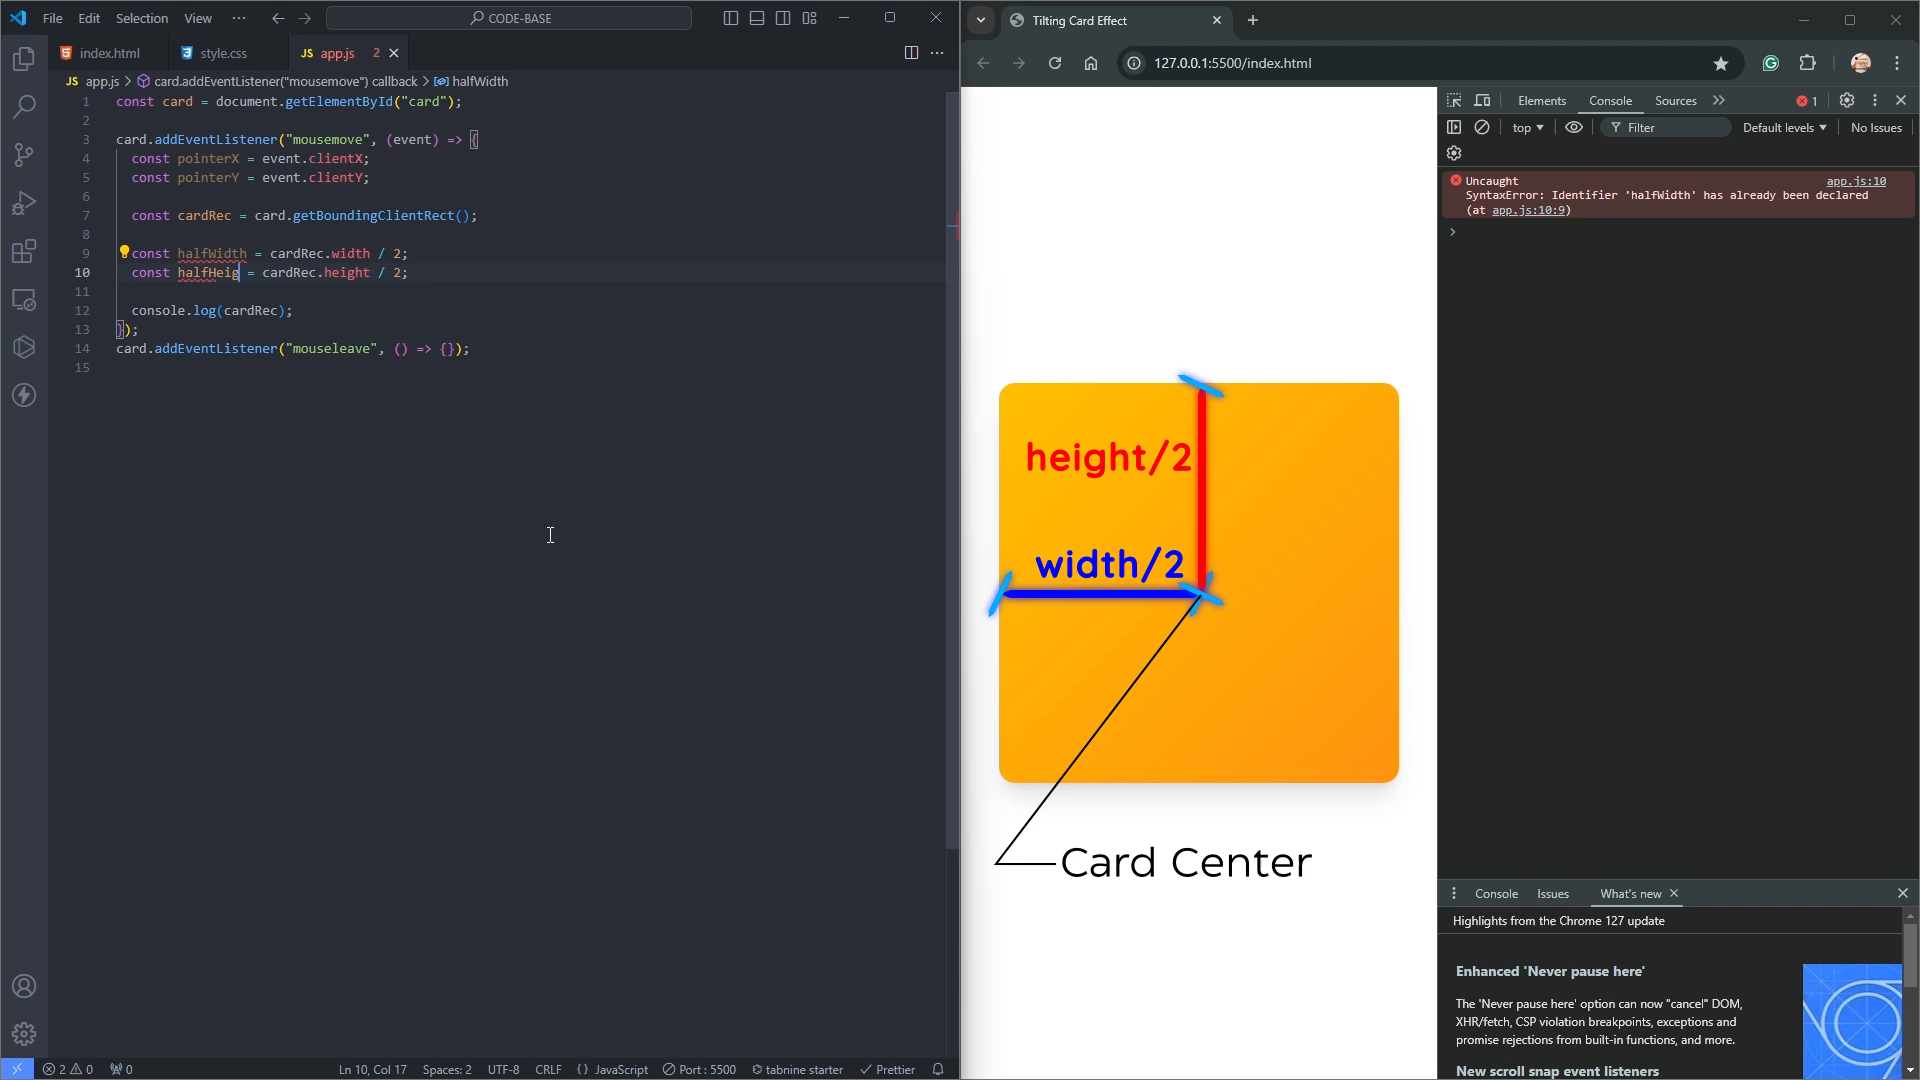 File Edit Selection View
CODE-BASE
index.html
style.css
JS app.js 2
JS app.js > card.addEventListener("mousemove") callback > halfWidth
1 const card = document.getElementById("card");
2
3 card.addEventListener("mousemove", (event) => {
4 const pointerX = event.clientX;
5 const pointerY = event.clientY;
6
7 const cardRec = card.getBoundingClientRect();
8
9 const halfWidth = cardRec.width / 2;
10 const halfHeig = cardRec.height / 2;
11
12 console.log(cardRec);
13 });
14 card.addEventListener("mouseleave", () => {});
15
2 0 0
Ln 10, Col 17 Spaces: 2 UTF-8 CRLF {} JavaScript Port : 5500 tabnine starter Prettier
Tilting Card Effect
127.0.0.1:5500/index.html
height/2
width/2
Card Center
Elements Console Sources 1
top Filter Default levels No Issues
Uncaught app.js:10
SyntaxError: Identifier 'halfWidth' has already been declared
(at app.js:10:9)
Console Issues What's new
Highlights from the Chrome 127 update
Enhanced 'Never pause here'
The 'Never pause here' option can now "cancel" DOM,
XHR/fetch, CSP violation breakpoints, exceptions and
promise rejections from built-in functions, and more.
New scroll snap event listeners